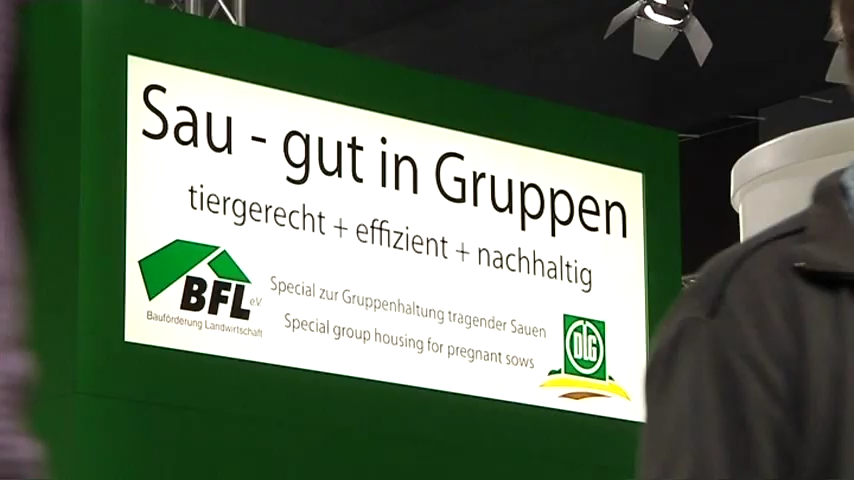 Sau - gut in Gruppen
tiergerecht + effizient + nachhaltig
BFL eV
Bauförderung Landwirtschaft
Special zur Gruppenhaltung tragender Sauen
Special group housing for pregnant sows
DLG